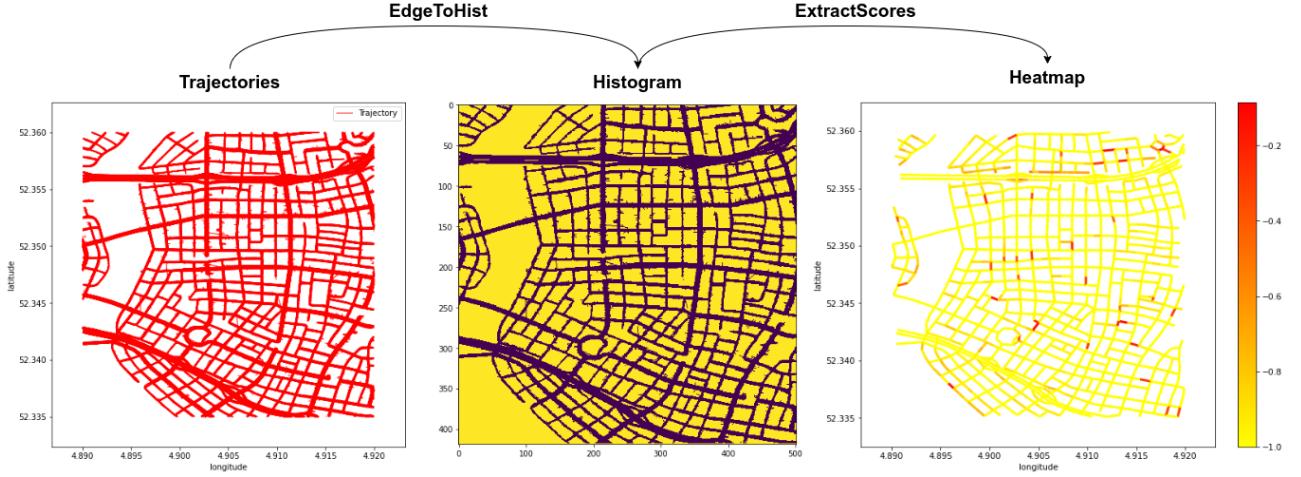 EdgeToHist
ExtractScores
Trajectories
Histogram
Heatmap
Trajectory
52.360
52.355
52.350
52.345
52.340
52.335
latitude
4.890 4.895 4.900 4.905 4.910 4.915 4.920
longitude
0
50
100
150
200
250
300
350
400
0 100 200 300 400 500
52.360
52.355
52.350
52.345
52.340
52.335
latitude
4.890 4.895 4.900 4.905 4.910 4.915 4.920
longitude
−0.2
−0.4
−0.6
−0.8
−1.0